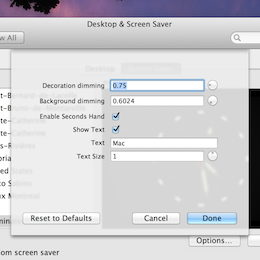 Desktop & Screen Saver
w All
Decoration dimming 0.75
Background dimming 0.6024
Enable Seconds Hand
Show Text
Text Mac
Text Size 1
Reset to Defaults Cancel Done
Options...
om screen saver